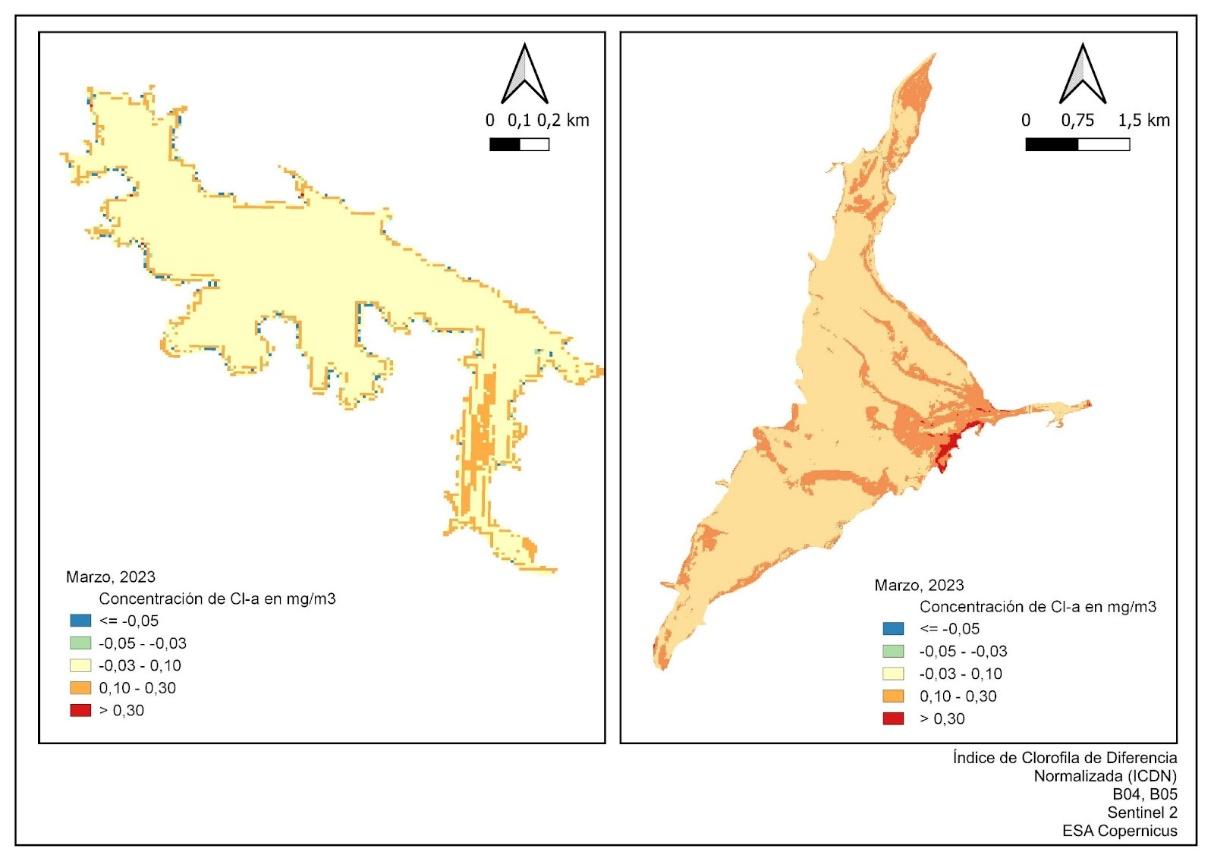 0 0,1 0,2 km
Marzo, 2023
Concentración de Cl-a en mg/m3
<= -0,05
-0,05 - -0,03
-0,03 - 0,10
0,10 - 0,30
> 0,30
0 0,75 1,5 km
Marzo, 2023
Concentración de Cl-a en mg/m3
<= -0,05
-0,05 - -0,03
-0,03 - 0,10
0,10 - 0,30
> 0,30
Índice de Clorofila de Diferencia
Normalizada (ICDN)
B04, B05
Sentinel 2
ESA Copernicus